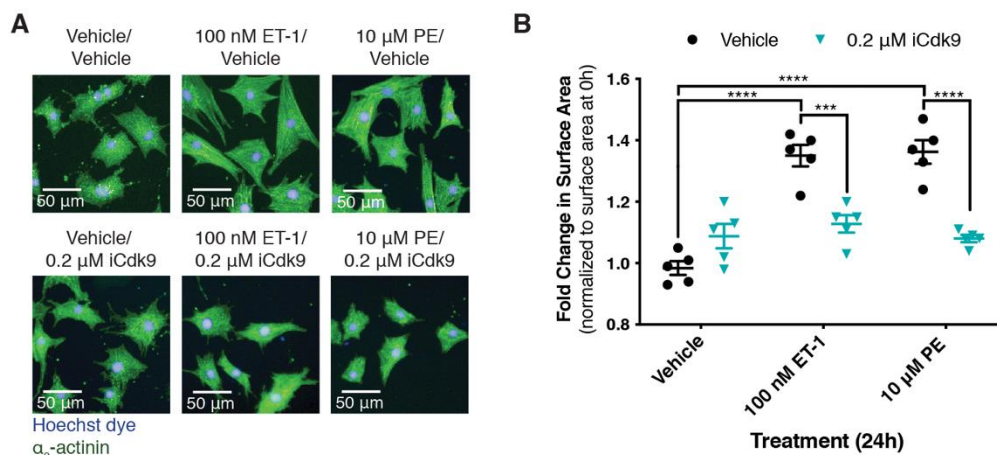 A
Vehicle/
Vehicle
100 nM ET-1/
Vehicle
10 µM PE/
Vehicle
50 µm
50 µm
50 µm
Vehicle/
0.2 µM iCdk9
100 nM ET-1/
0.2 µM iCdk9
10 µM PE/
0.2 µM iCdk9
50 µm
50 µm
50 µm
Hoechst dye
α₂-actinin
B
Vehicle
0.2 µM iCdk9
Fold Change in Surface Area
(normalized to surface area at 0h)
1.6
1.4
1.2
1.0
0.8
****
****
***
****
Vehicle
100 nM ET-1
10 µM PE
Treatment (24h)